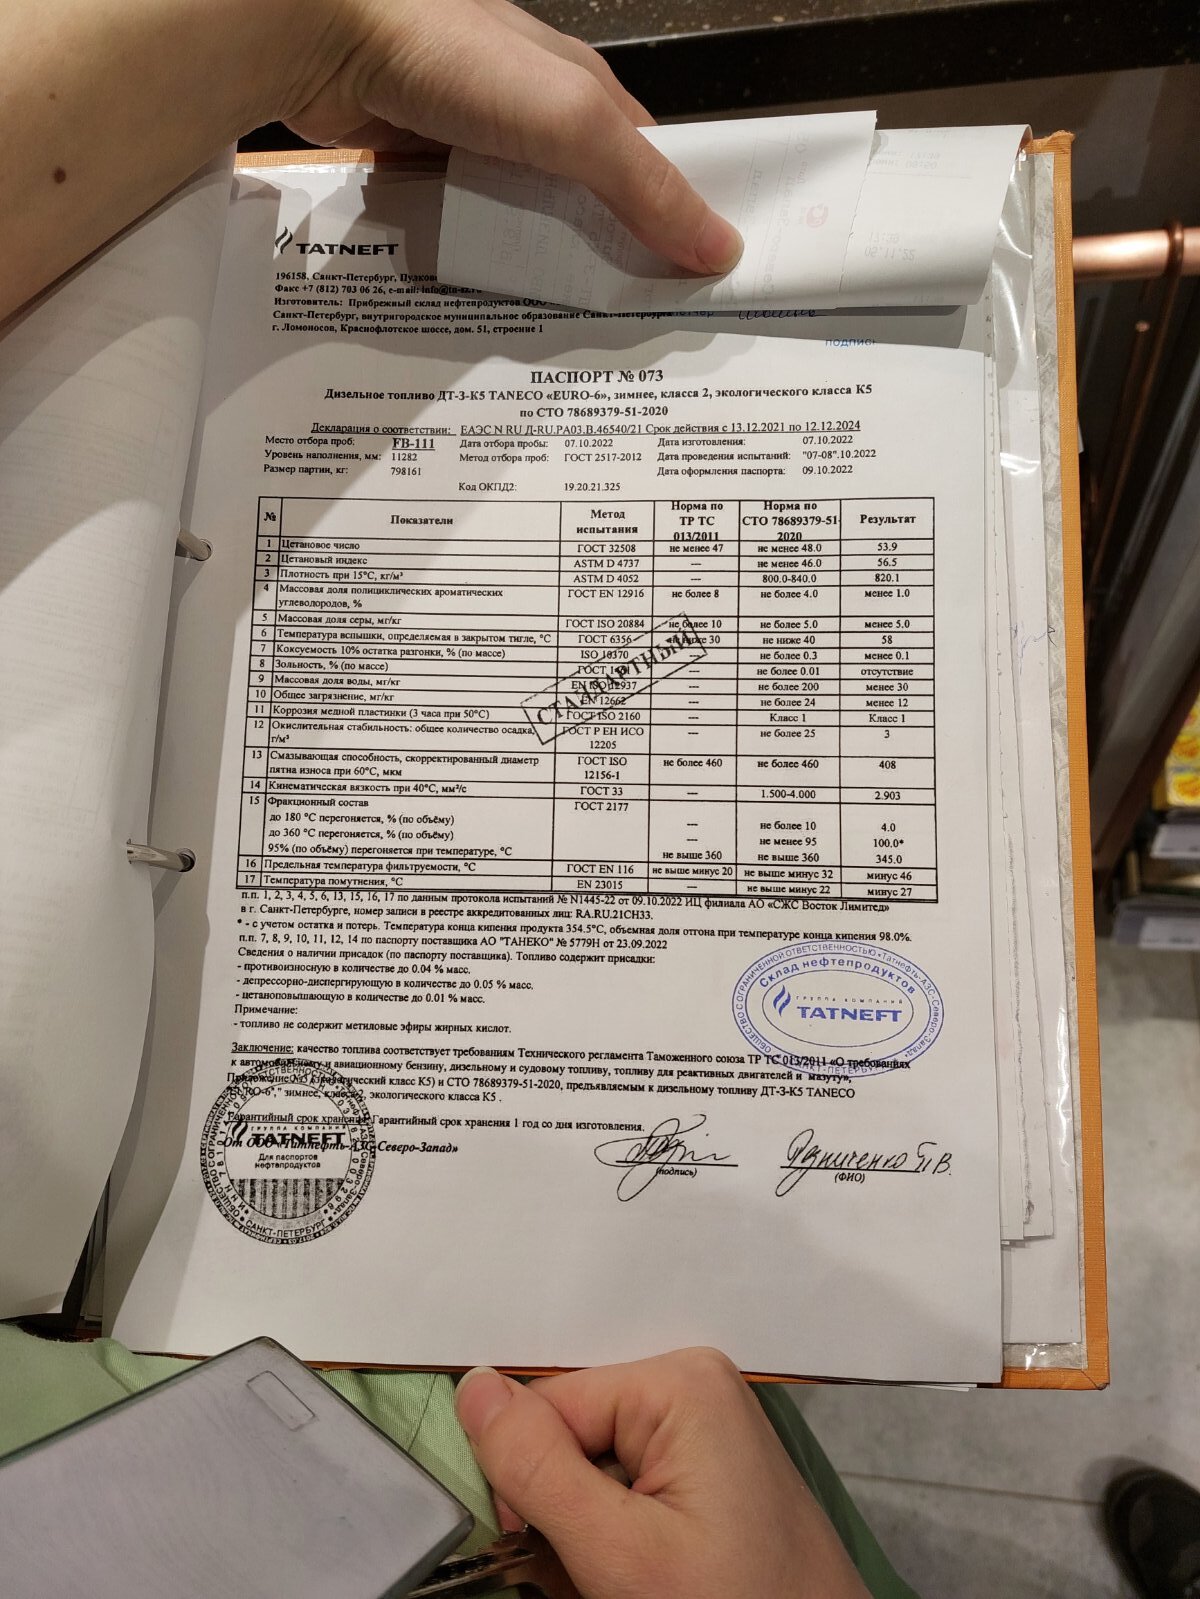 TATNEFT
196158, Санкт-Петербург,
Факс +7 (812) 703 06 26, e-mail:
Изготовитель: Прибрежный склад нефтепродуктов ООО
Санкт-Петербург, внутригородское муниципальное образование Санкт-Петербурга
г. Ломоносов, Краснофлотское шоссе, дом. 51, строение 1
ПАСПОРТ № 073
Дизельное топливо ДТ-З-К5 TANECO «EURO-6», зимнее, класса 2, экологического класса К5
по СТО 78689379-51-2020
Декларация о соответствии: ЕАЭС N RU Д-RU.РА03.В.46540/21 Срок действия с 13.12.2021 по 12.12.2024
Место отбора проб: FB-111 Дата отбора пробы: 07.10.2022 Дата изготовления: 07.10.2022
Уровень наполнения, мм: 11282 Метод отбора проб: ГОСТ 2517-2012 Дата проведения испытаний: "07-08".10.2022
Размер партии, кг: 798161 Дата оформления паспорта: 09.10.2022
Код ОКПД2: 19.20.21.325
№ Показатели Метод испытания Норма по ТР ТС 013/2011 Норма по СТО 78689379-51-2020 Результат
1 Цетановое число ГОСТ 32508 не менее 47 не менее 48.0 53.9
2 Цетановый индекс ASTM D 4737 --- не менее 46.0 56.5
3 Плотность при 15°С, кг/м³ ASTM D 4052 --- 800.0-840.0 820.1
4 Массовая доля полициклических ароматических углеводородов, % ГОСТ EN 12916 не более 8 не более 4.0 менее 1.0
5 Массовая доля серы, мг/кг ГОСТ ISO 20884 не более 10 не более 5.0 менее 5.0
6 Температура вспышки, определяемая в закрытом тигле, °С ГОСТ 6356 не ниже 30 не ниже 40 58
7 Коксуемость 10% остатка разгонки, % (по массе) ISO 10370 --- не более 0.3 менее 0.1
8 Зольность, % (по массе) ГОСТ --- не более 0.01 отсутствие
9 Массовая доля воды, мг/кг EN ISO 12937 --- не более 200 менее 30
10 Общее загрязнение, мг/кг EN 12662 --- не более 24 менее 12
11 Коррозия медной пластинки (3 часа при 50°С) ГОСТ ISO 2160 --- Класс 1 Класс 1
12 Окислительная стабильность: общее количество осадка, г/м³ ГОСТ Р ЕН ИСО 12205 --- не более 25 3
13 Смазывающая способность, скорректированный диаметр пятна износа при 60°С, мкм ГОСТ ISO 12156-1 не более 460 не более 460 408
14 Кинематическая вязкость при 40°С, мм²/с ГОСТ 33 --- 1.500-4.000 2.903
15 Фракционный состав ГОСТ 2177
до 180 °С перегоняется, % (по объёму) --- не более 10 4.0
до 360 °С перегоняется, % (по объёму) --- не менее 95 100.0*
95% (по объёму) перегоняется при температуре, °С не выше 360 не выше 360 345.0
16 Предельная температура фильтруемости, °С ГОСТ EN 116 не выше минус 20 не выше минус 32 минус 46
17 Температура помутнения, °С EN 23015 --- не выше минус 22 минус 27
СТАНДАРТНЫЙ
п.п. 1, 2, 3, 4, 5, 6, 13, 15, 16, 17 по данным протокола испытаний № N1445-22 от 09.10.2022 ИЦ филиала АО «СЖС Восток Лимитед»
в г. Санкт-Петербурге, номер записи в реестре аккредитованных лиц: RA.RU.21СН33.
* - с учетом остатка и потерь. Температура конца кипения продукта 354.5°С, объемная доля отгона при температуре конца кипения 98.0%.
п.п. 7, 8, 9, 10, 11, 12, 14 по паспорту поставщика АО "ТАНЕКО" № 5779Н от 23.09.2022
Сведения о наличии присадок (по паспорту поставщика). Топливо содержит присадки:
- противоизносную в количестве до 0.04 % масс.
- депрессорно-диспергирующую в количестве до 0.05 % масс.
- цетаноповышающую в количестве до 0.01 % масс.
Примечание:
- топливо не содержит метиловые эфиры жирных кислот.
Склад нефтепродуктов
ГРУППА КОМПАНИЙ
TATNEFT
Заключение: качество топлива соответствует требованиям Технического регламента Таможенного союза ТР ТС 013/2011 «О требованиях
к автомобильному и авиационному бензину, дизельному и судовому топливу, топливу для реактивных двигателей и мазуту»,
Приложение №3 (экологический класс К5) и СТО 78689379-51-2020, предъявляемым к дизельному топливу ДТ-З-К5 TANECO
зимнее, класса 2, экологического класса К5 .
Гарантийный срок хранения: Гарантийный срок хранения 1 год со дня изготовления.
От ООО «Татнефть-АЗС-Северо-Запад»
ГРУППА КОМПАНИЙ
TATNEFT
Для паспортов
нефтепродуктов
САНКТ-ПЕТЕРБУРГ
(подпись) (ФИО)